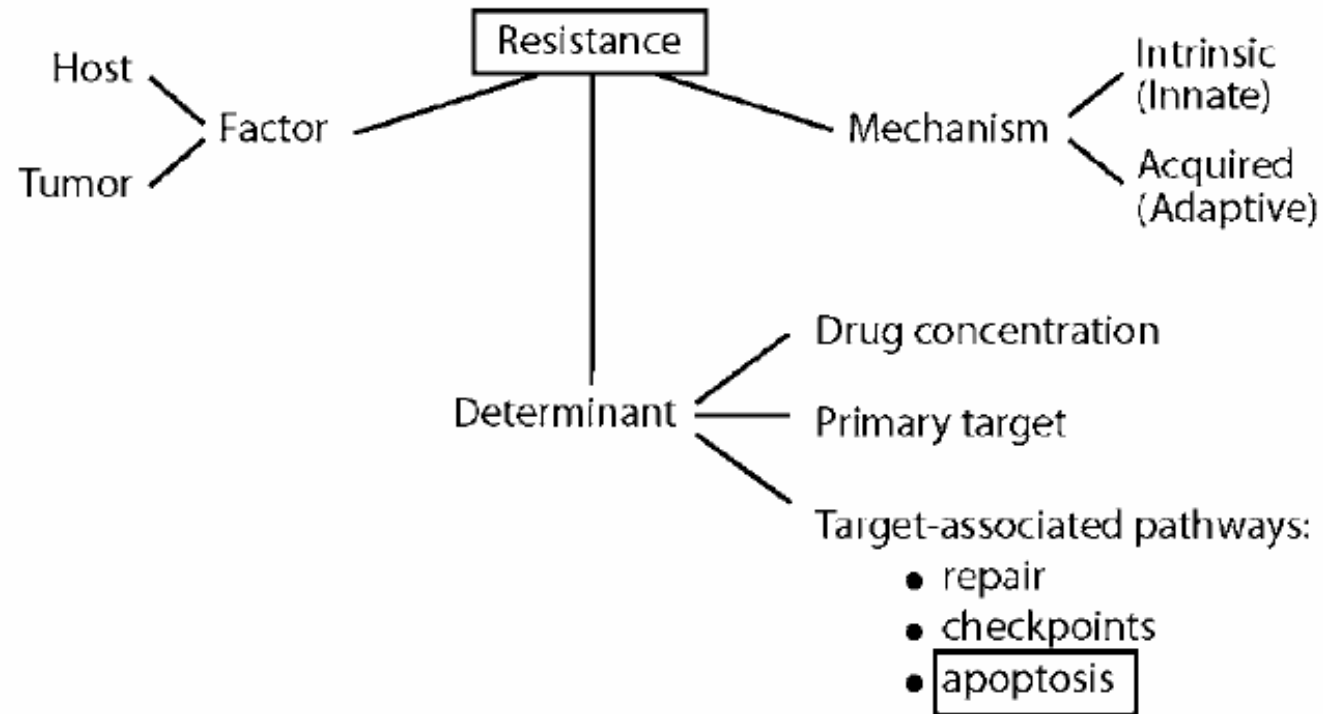 Resistance
Host
Factor
Tumor
Mechanism
Intrinsic
(Innate)
Acquired
(Adaptive)
Determinant
Drug concentration
Primary target
Target-associated pathways:
● repair
● checkpoints
● apoptosis